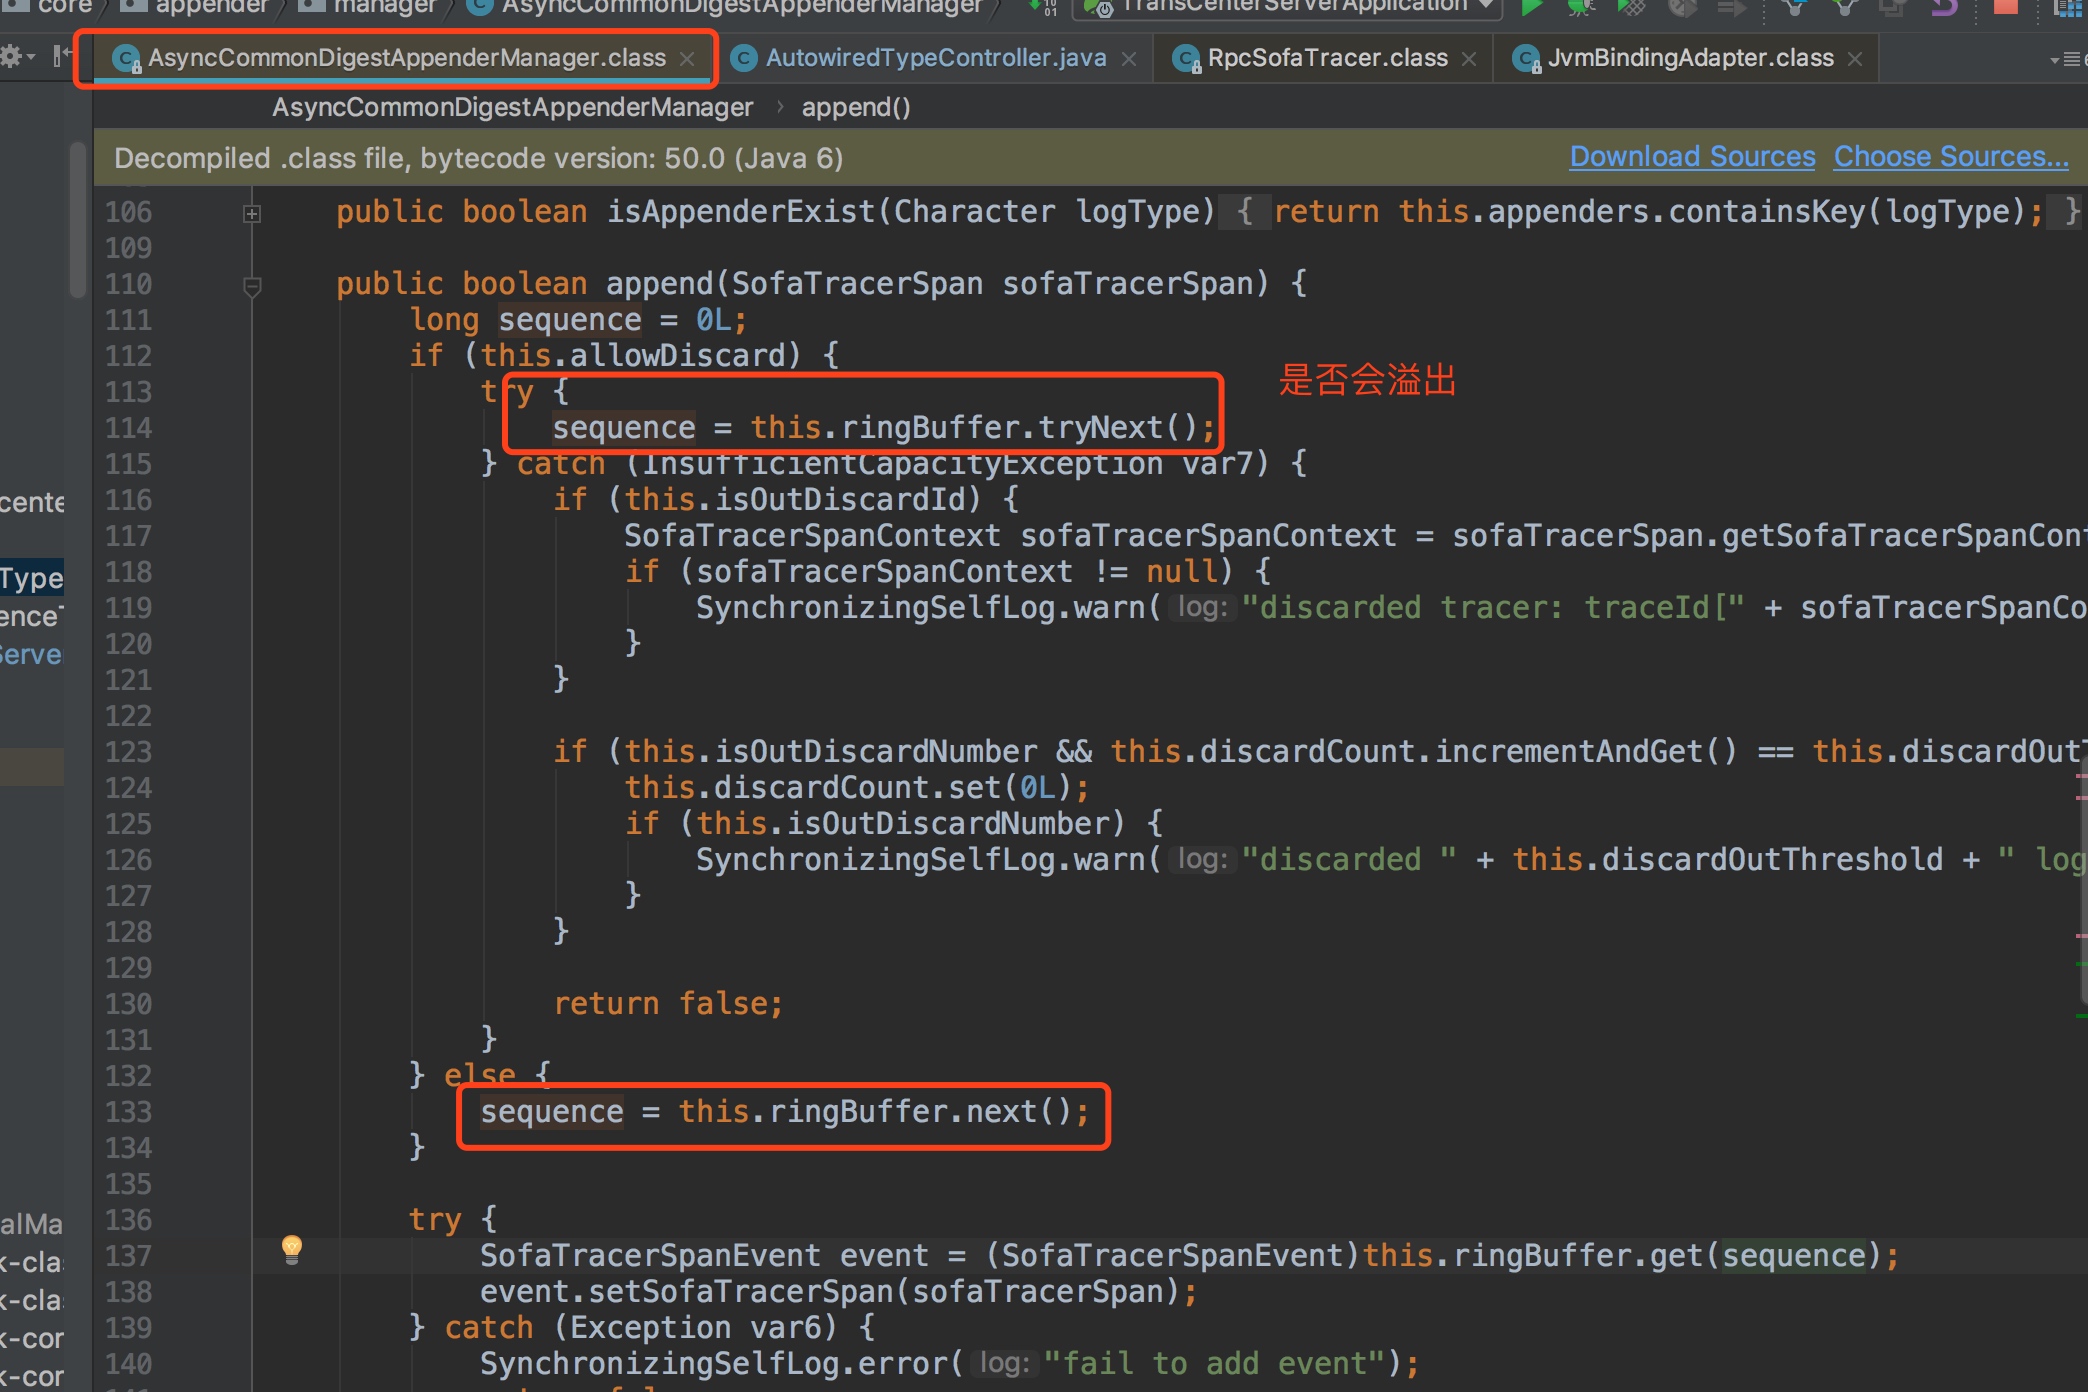 core appender manager AsyncCommonDigestAppenderManager TransCenterServerApplication
AsyncCommonDigestAppenderManager.class AutowiredTypeController.java RpcSofaTracer.class JvmBindingAdapter.class
AsyncCommonDigestAppenderManager append()
Decompiled .class file, bytecode version: 50.0 (Java 6) Download Sources Choose Sources...
106 public boolean isAppenderExist(Character logType) { return this.appenders.containsKey(logType); }
109
110 public boolean append(SofaTracerSpan sofaTracerSpan) {
111 long sequence = 0L;
112 if (this.allowDiscard) {
是否会溢出
113 try {
114 sequence = this.ringBuffer.tryNext();
115 } catch (InsufficientCapacityException var7) {
116 if (this.isOutDiscardId) {
117 SofaTracerSpanContext sofaTracerSpanContext = sofaTracerSpan.getSofaTracerSpanCont
118 if (sofaTracerSpanContext != null) {
119 SynchronizingSelfLog.warn( log: "discarded tracer: traceId[" + sofaTracerSpanCo
120 }
121 }
122
123 if (this.isOutDiscardNumber && this.discardCount.incrementAndGet() == this.discardOutT
124 this.discardCount.set(0L);
125 if (this.isOutDiscardNumber) {
126 SynchronizingSelfLog.warn( log: "discarded " + this.discardOutThreshold + " log
127 }
128 }
129
130 return false;
131 }
132 } else {
133 sequence = this.ringBuffer.next();
134 }
135
136 try {
137 SofaTracerSpanEvent event = (SofaTracerSpanEvent)this.ringBuffer.get(sequence);
138 event.setSofaTracerSpan(sofaTracerSpan);
139 } catch (Exception var6) {
140 SynchronizingSelfLog.error( log: "fail to add event");
cente
Type
enceT
Serve
alMa
k-cla
k-cla
k-cor
k-cor